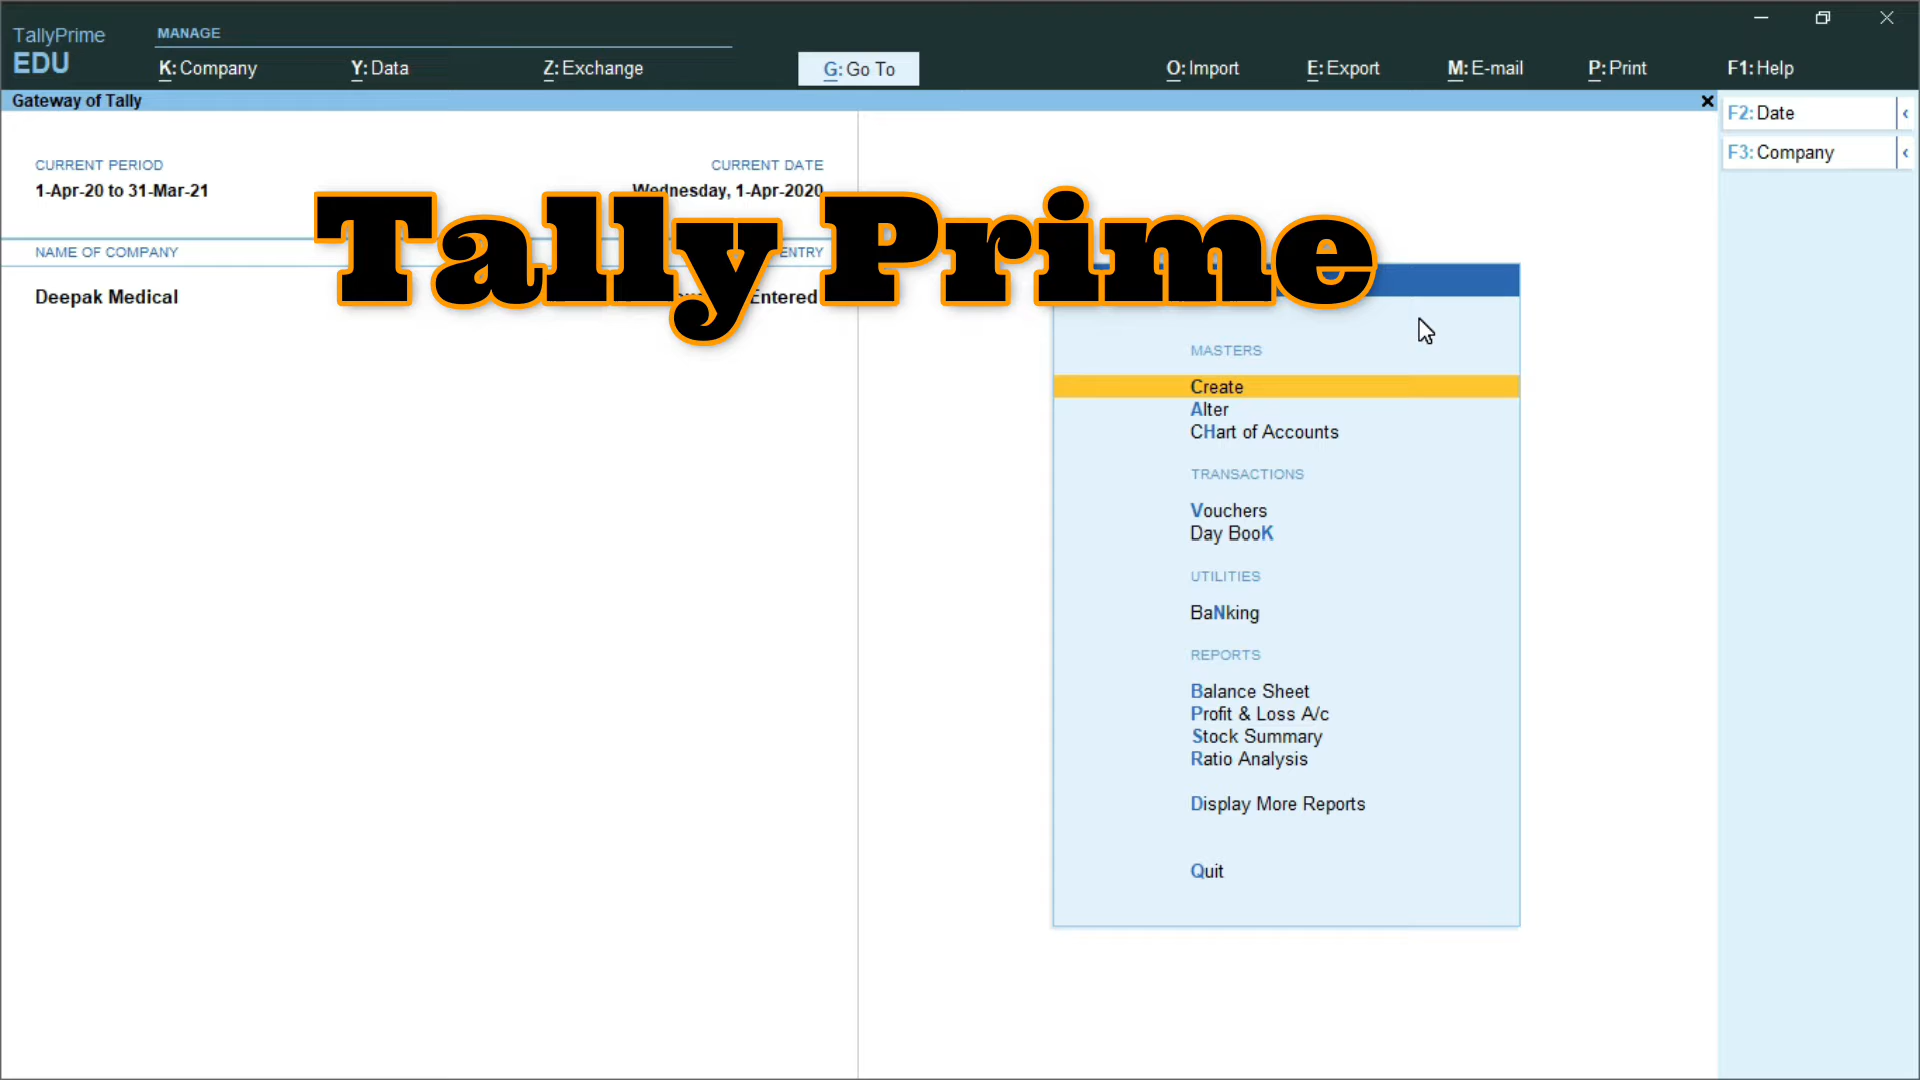 TallyPrime
EDU
MANAGE
K: Company
Y: Data
Z: Exchange
G: Go To
O: Import
E: Export
M: E-mail
P: Print
F1: Help
Gateway of Tally
F2: Date
F3: Company
CURRENT PERIOD
CURRENT DATE
1-Apr-20 to 31-Mar-21
Wednesday, 1-Apr-2020
Tally Prime
NAME OF COMPANY
ENTRY
Deepak Medical
Entered
MASTERS
Create
Alter
CHart of Accounts
TRANSACTIONS
Vouchers
Day BooK
UTILITIES
BaNking
REPORTS
Balance Sheet
Profit & Loss A/c
Stock Summary
Ratio Analysis
Display More Reports
Quit